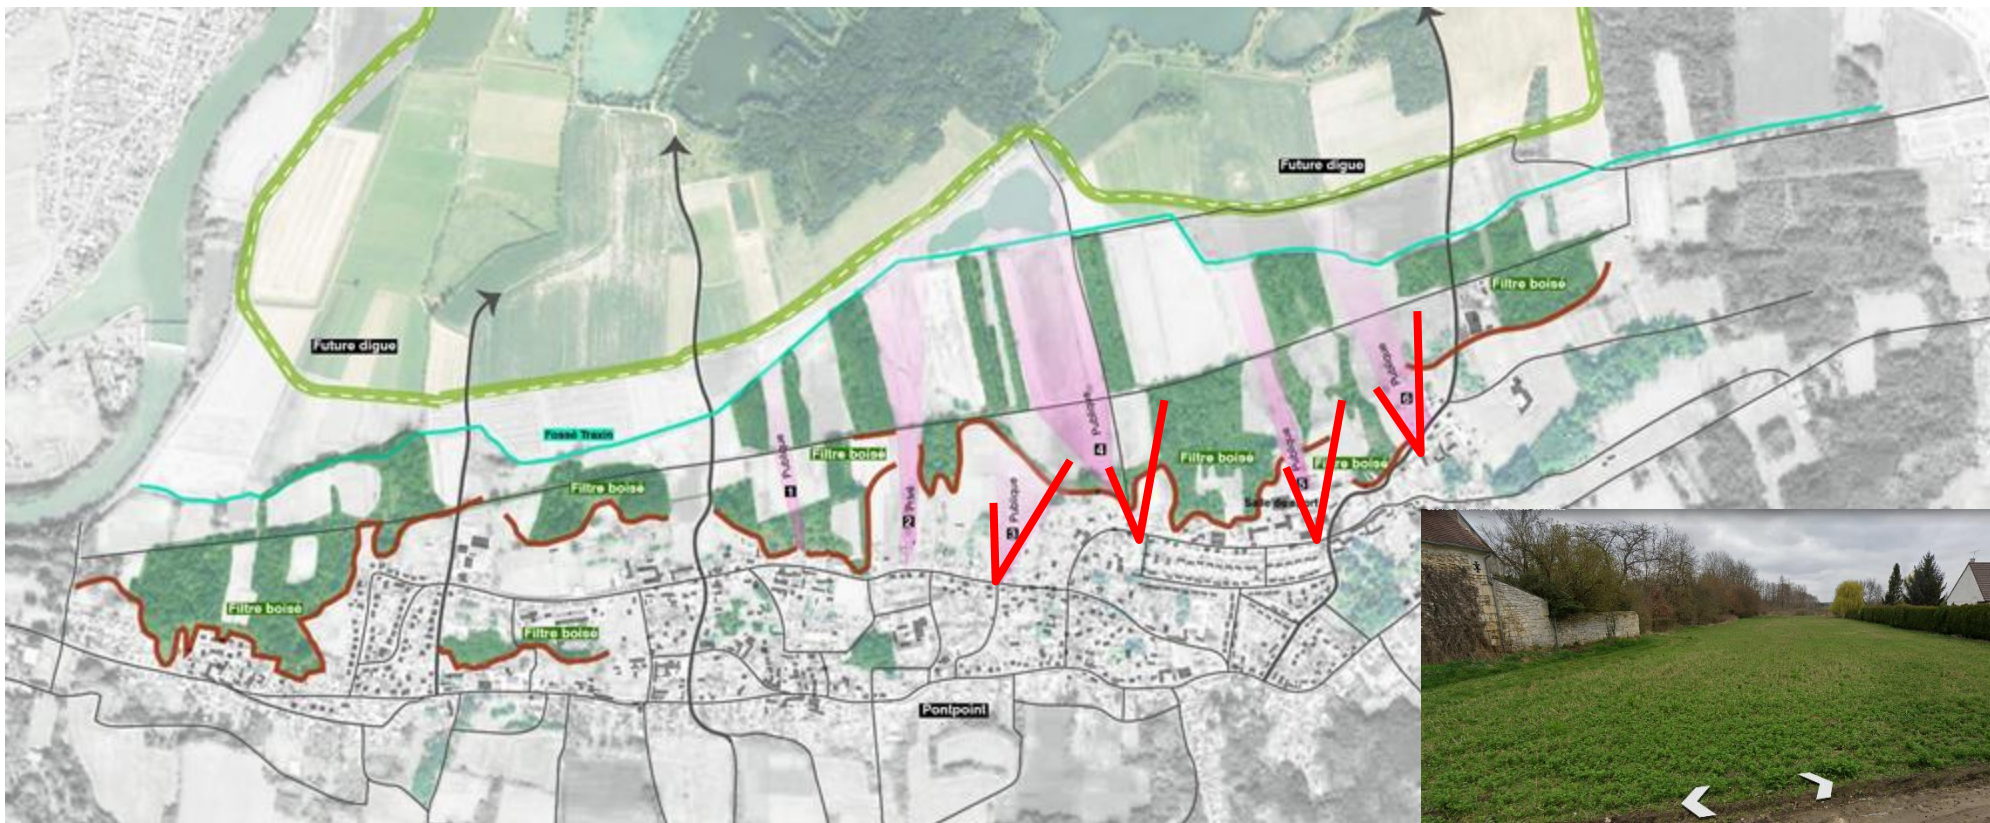 Future digue
Future digue
Filtre boisé
Fossé Traxin
Filtre boisé
Filtre boisé
Filtre boisé
Filtre boisé
1 Publique
2 Prisé
3 Publique
4 Publique
5 Publique
6 Publique
Filtre boisé
Filtre boisé
Pontpoint